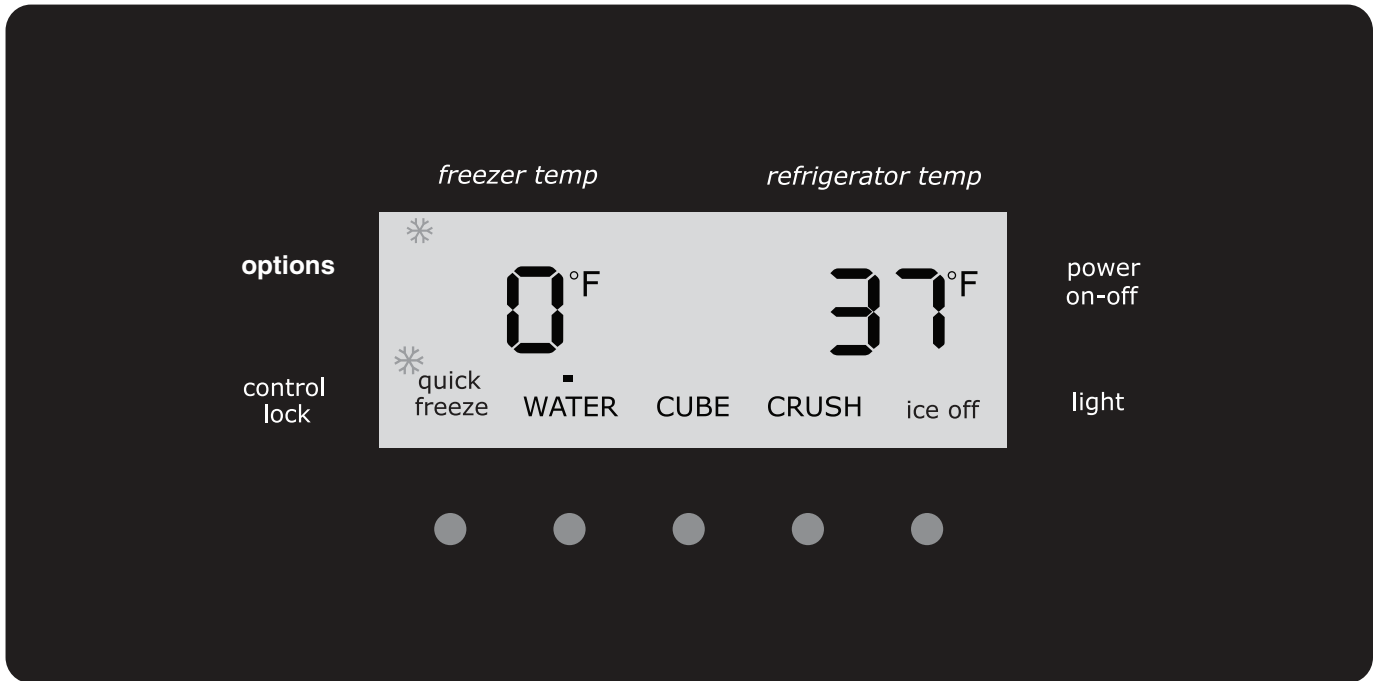 freezer temp
refrigerator temp
options
0°F
37°F
power
on-off
control
lock
quick
freeze
WATER
CUBE
CRUSH
ice off
light